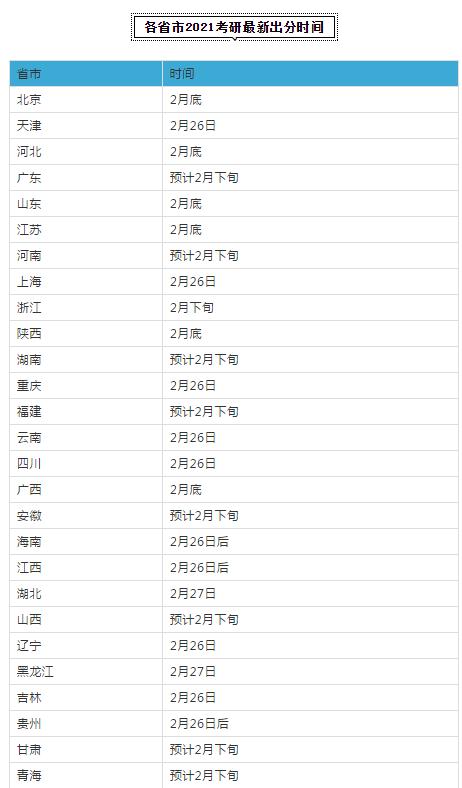 各省市2021考研最新出分时间
省市 时间
北京 2月底
天津 2月26日
河北 2月底
广东 预计2月下旬
山东 2月底
江苏 2月底
河南 预计2月下旬
上海 2月26日
浙江 2月下旬
陕西 2月底
湖南 预计2月下旬
重庆 2月26日
福建 预计2月下旬
云南 2月26日
四川 2月26日
广西 2月底
安徽 预计2月下旬
海南 2月26日后
江西 2月26日后
湖北 2月27日
山西 预计2月下旬
辽宁 2月26日
黑龙江 2月27日
吉林 2月26日
贵州 2月26日后
甘肃 预计2月下旬
青海 预计2月下旬